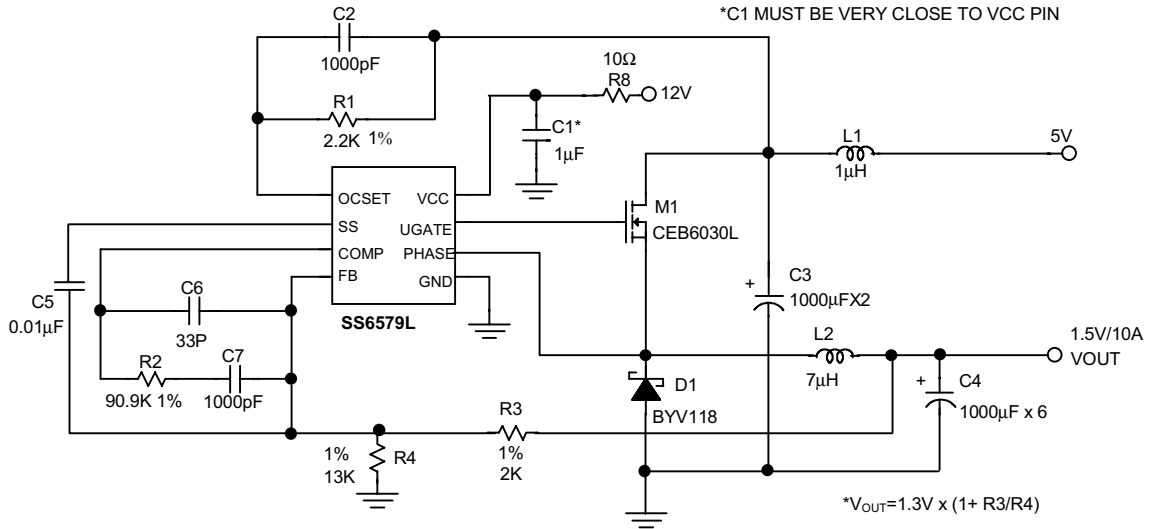 *C1 MUST BE VERY CLOSE TO VCC PIN
C2
1000pF
10Ω
R8
12V
R1
2.2K 1%
C1*
1μF
L1
1μH
5V
OCSET
VCC
SS
UGATE
COMP
PHASE
FB
GND
SS6579L
M1
CEB6030L
C5
0.01μF
C6
33P
R2
90.9K 1%
C7
1000pF
+
C3
1000μFX2
L2
7μH
1.5V/10A
VOUT
D1
BYV118
+
C4
1000μF x 6
R3
1%
2K
1%
13K
R4
*VOUT=1.3V x (1+ R3/R4)